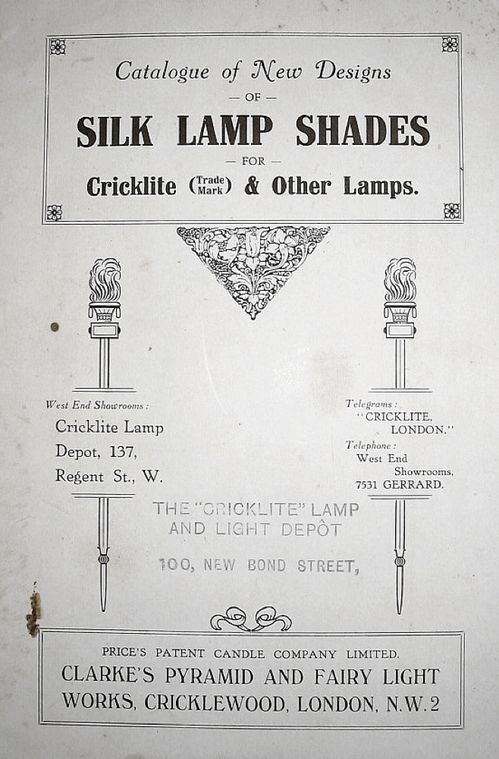 Catalogue of New Designs
— OF —
SILK LAMP SHADES
— FOR —
Cricklite (Trade Mark) & Other Lamps.
West End Showrooms:
Cricklite Lamp
Depot, 137,
Regent St., W.
Telegrams:
"CRICKLITE,
LONDON."
Telephone:
West End
Showrooms,
7531 GERRARD.
THE "CRICKLITE" LAMP
AND LIGHT DEPÔT
100, NEW BOND STREET,
PRICE'S PATENT CANDLE COMPANY LIMITED.
CLARKE'S PYRAMID AND FAIRY LIGHT
WORKS, CRICKLEWOOD, LONDON, N.W. 2